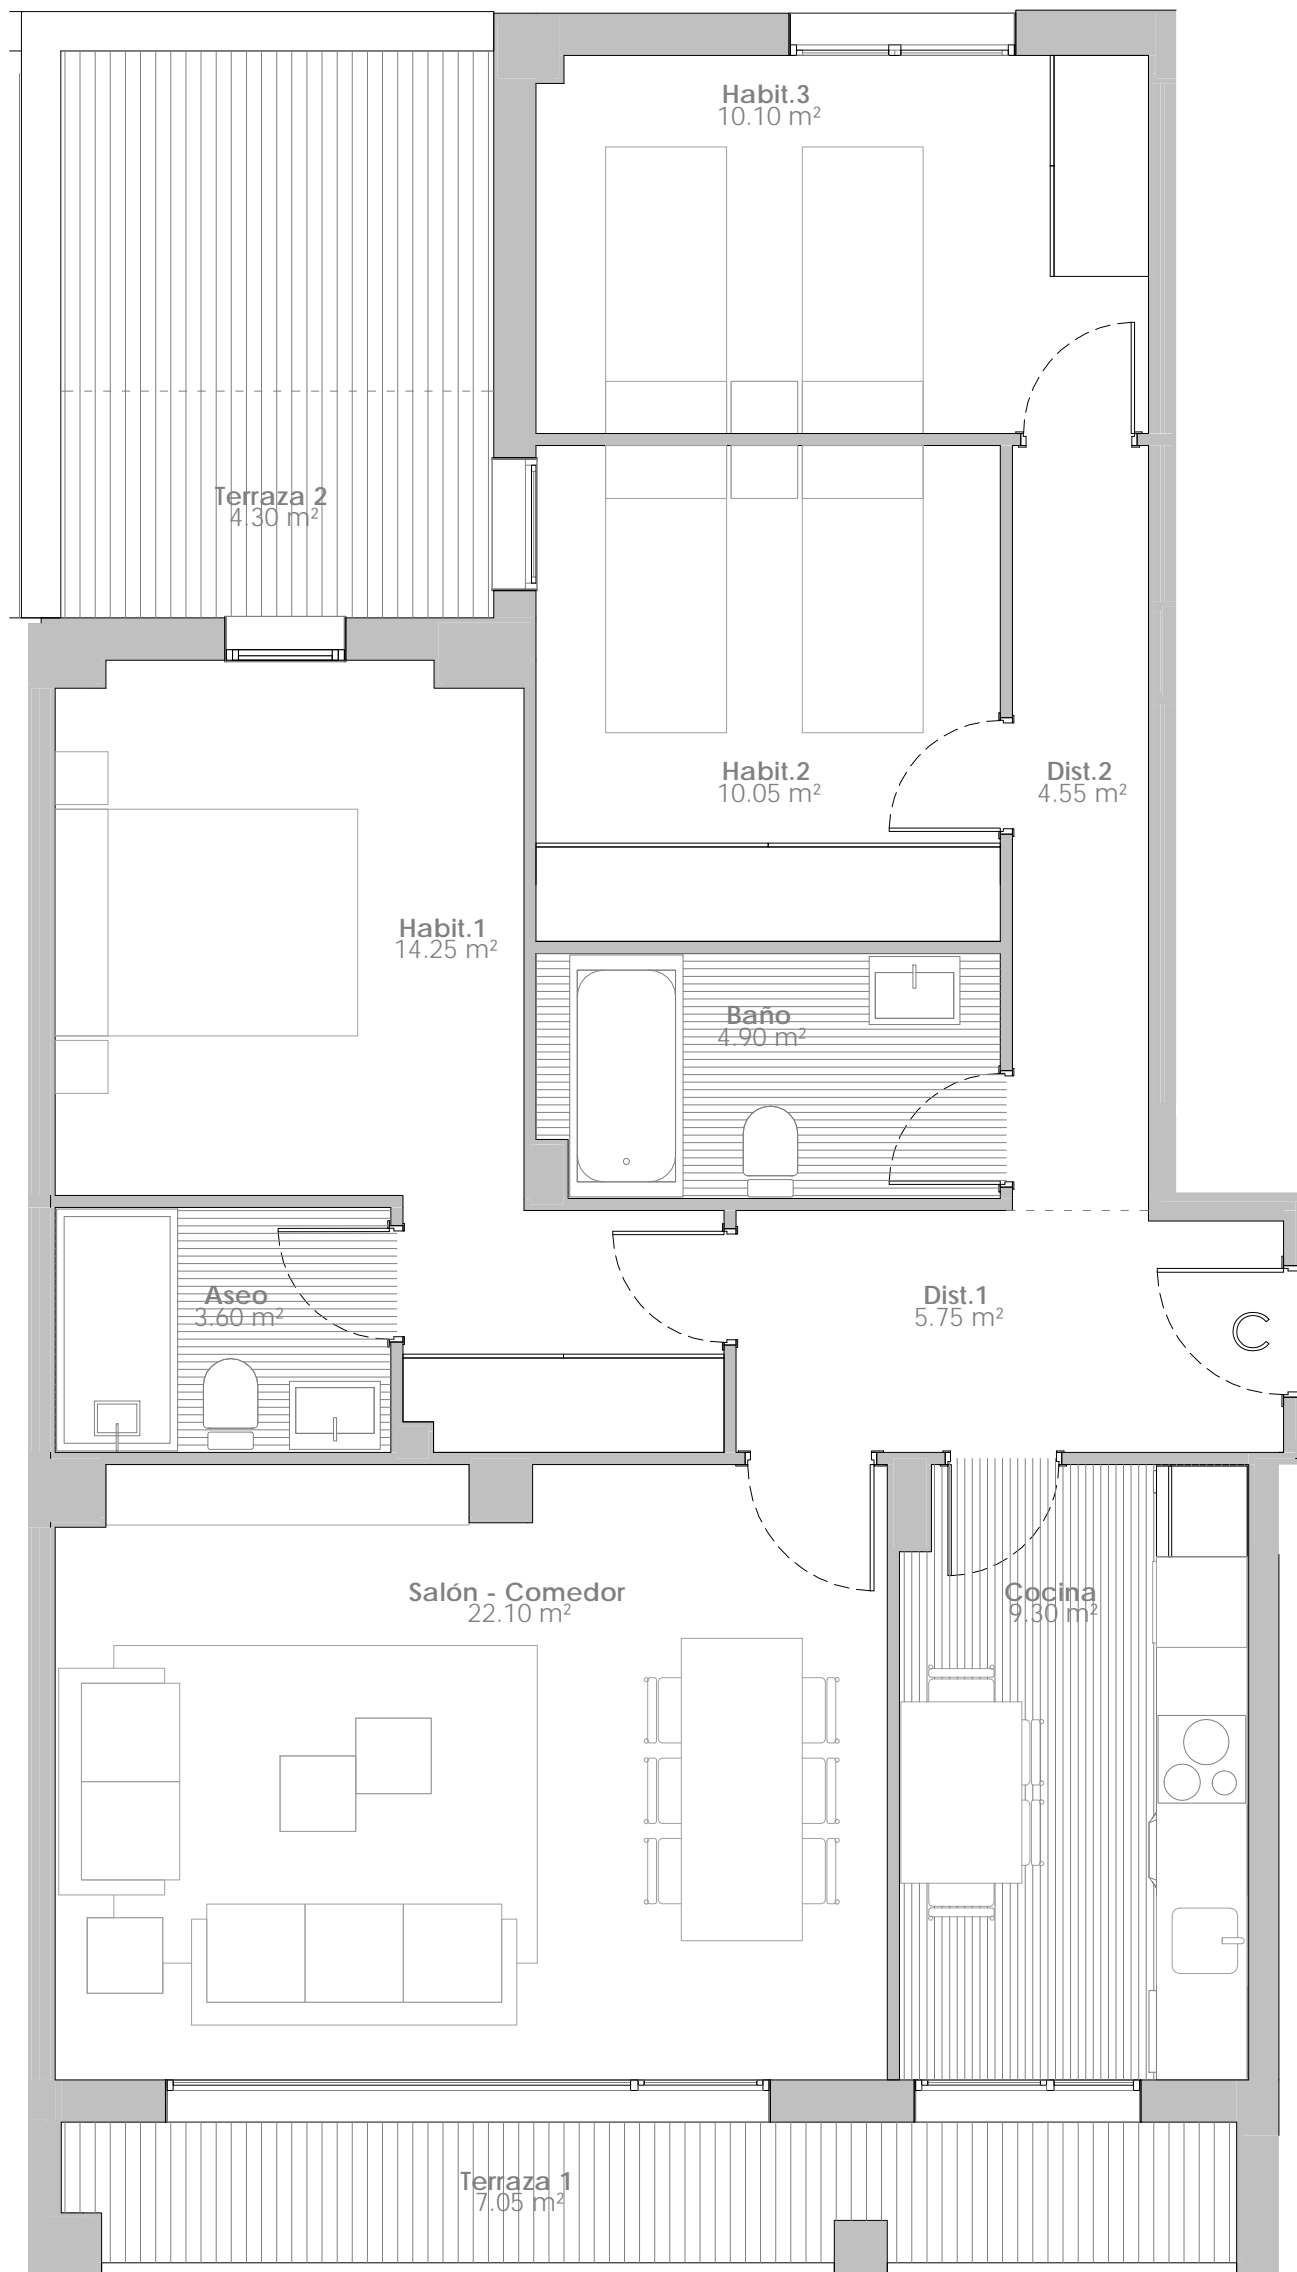 Habit.3
10.10 m²
Terraza 2
4.30 m²
Habit.2
10.05 m²
Dist.2
4.55 m²
Habit.1
14.25 m²
Baño
4.90 m²
Aseo
3.60 m²
Dist.1
5.75 m²
C
Salón - Comedor
22.10 m²
Cocina
9.30 m²
Terraza 1
7.05 m²